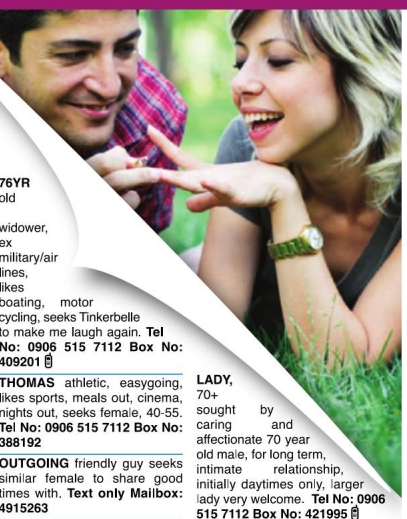 76YR
old
widower,
ex
military/air
lines,
likes
boating, motor
cycling, seeks Tinkerbelle
to make me laugh again. Tel
No: 0906 515 7112 Box No:
409201
THOMAS athletic, easygoing,
likes sports, meals out, cinema,
nights out, seeks female, 40-55.
Tel No: 0906 515 7112 Box No:
388192
OUTGOING friendly guy seeks
similar female to share good
times with. Text only Mailbox:
4915263
LADY,
70+
sought by
caring and
affectionate 70 year
old male, for long term,
intimate relationship,
initially daytimes only, larger
lady very welcome. Tel No: 0906
515 7112 Box No: 421995